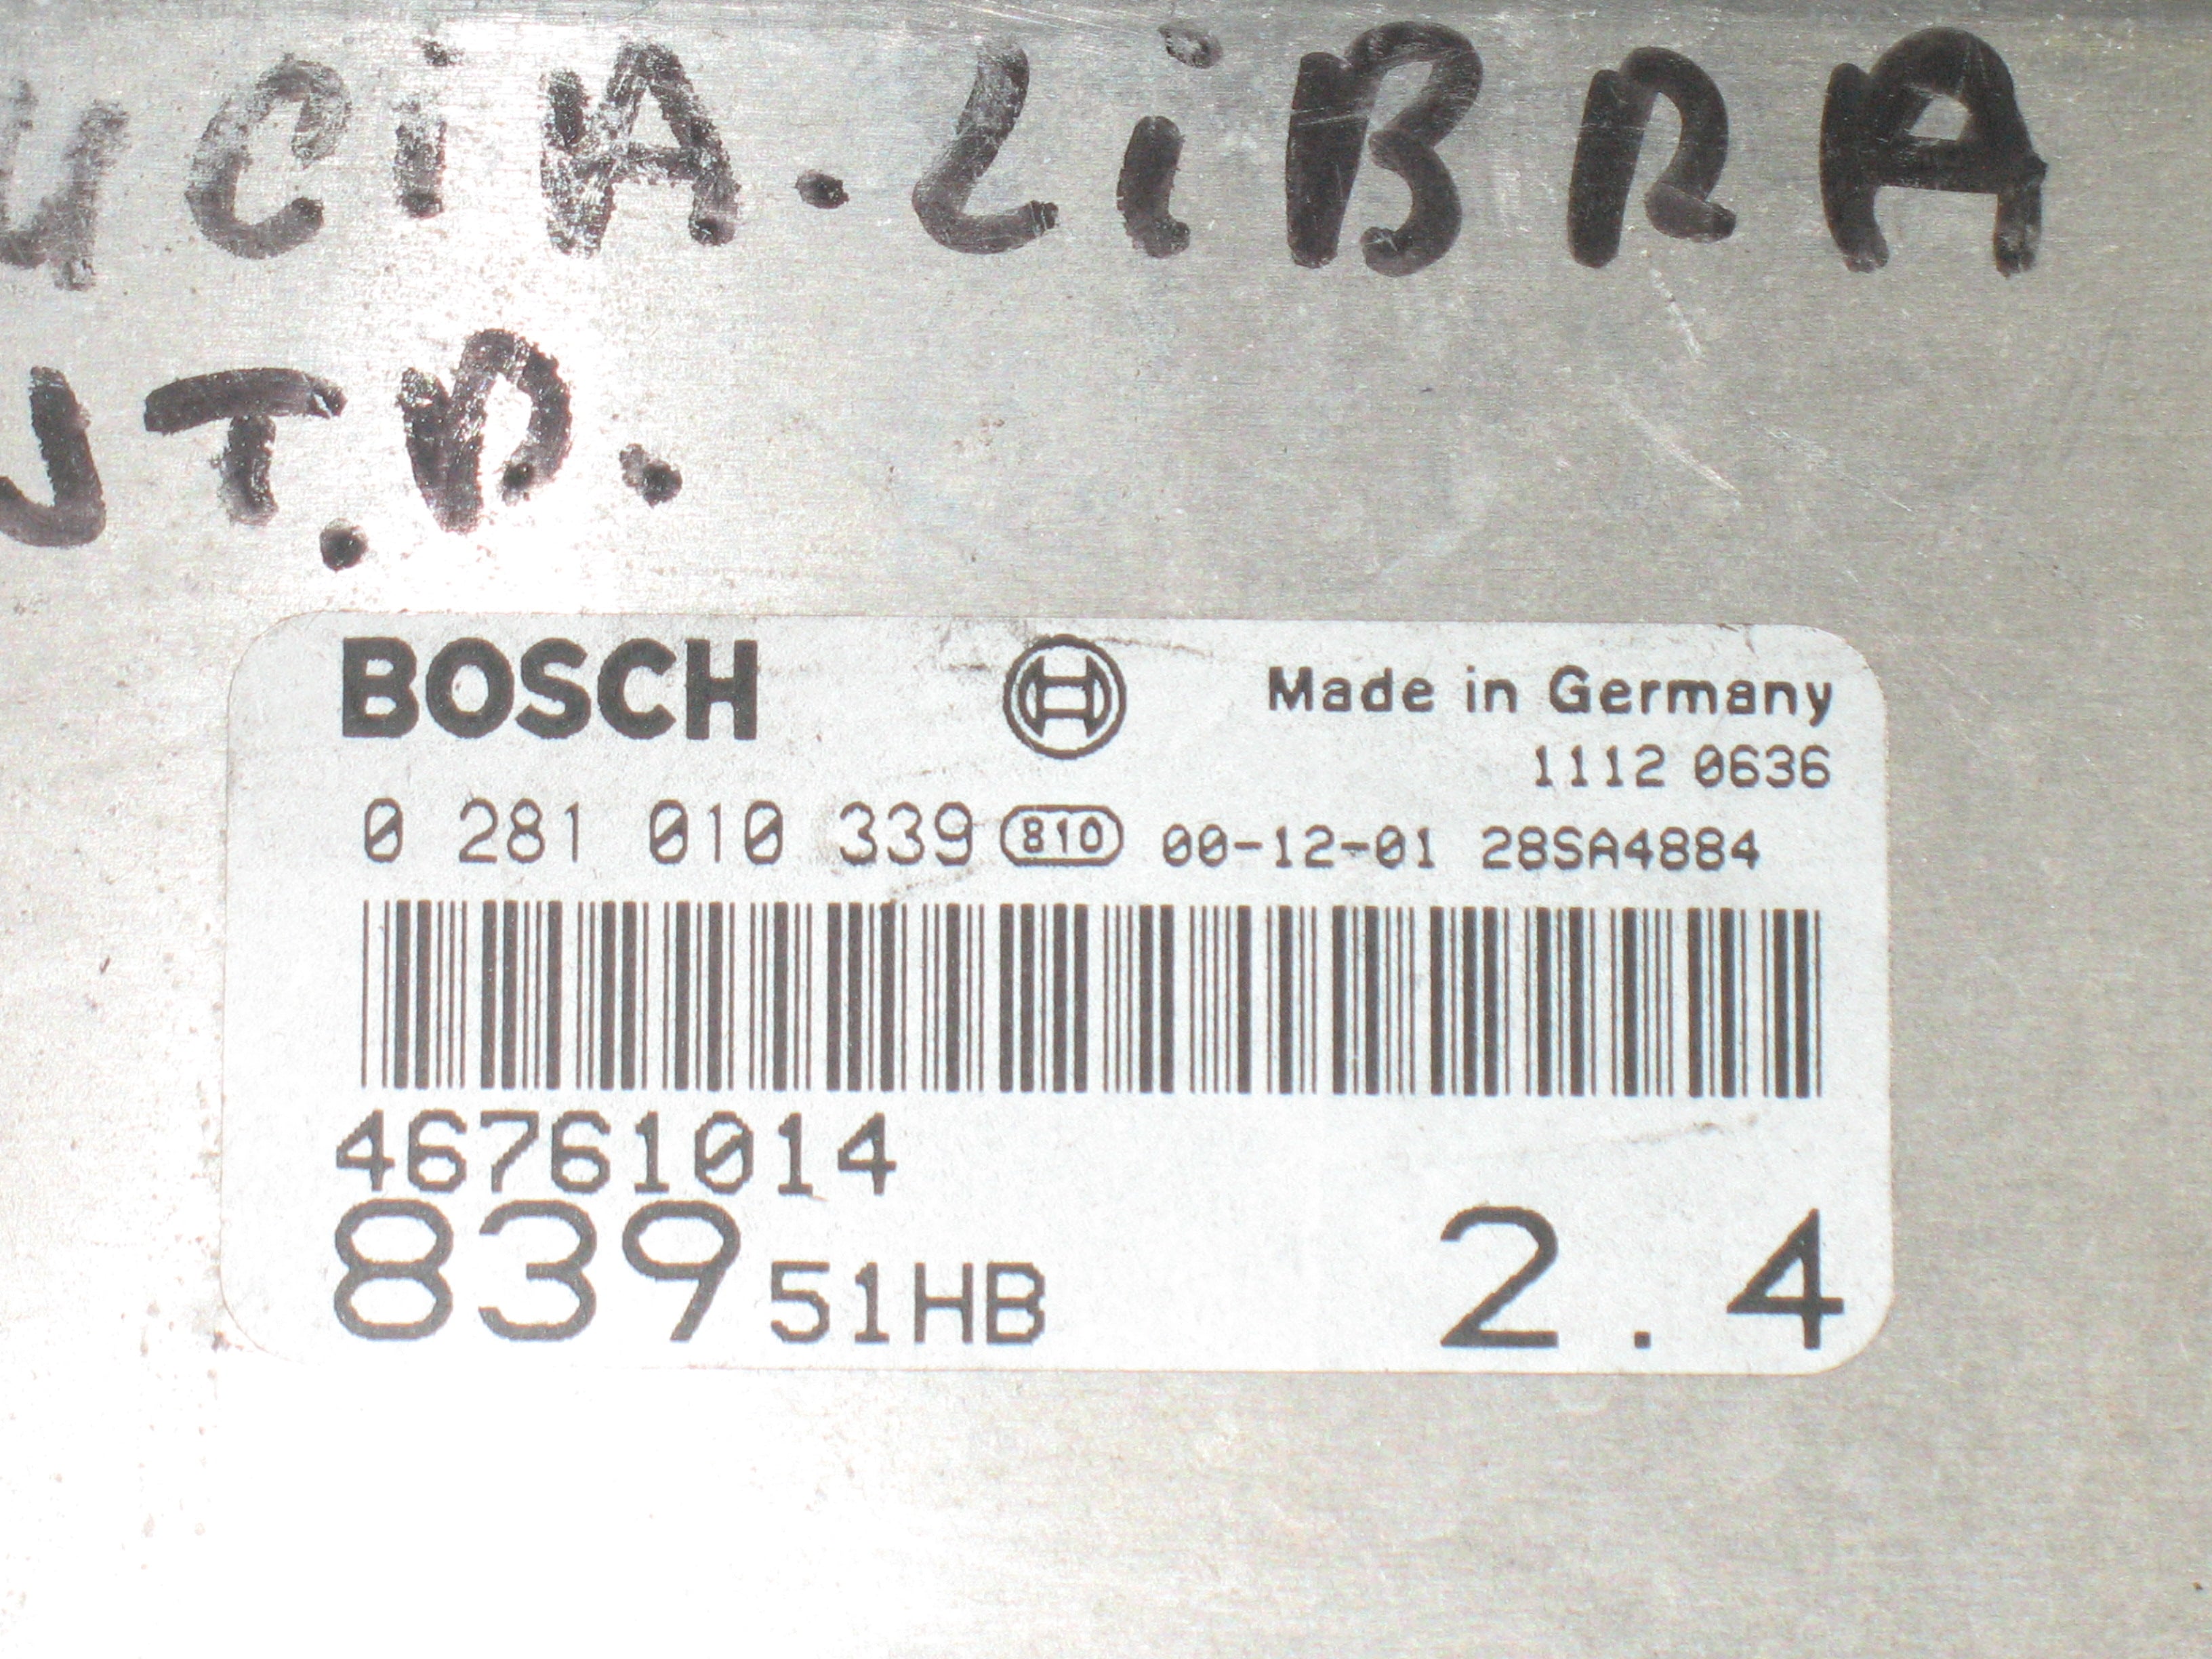 UCiA.LiBRA
JT.D.
BOSCH Made in Germany
1112 0636
0 281 010 339 810 00-12-01 28SA4884
46761014
839 51HB 2.4